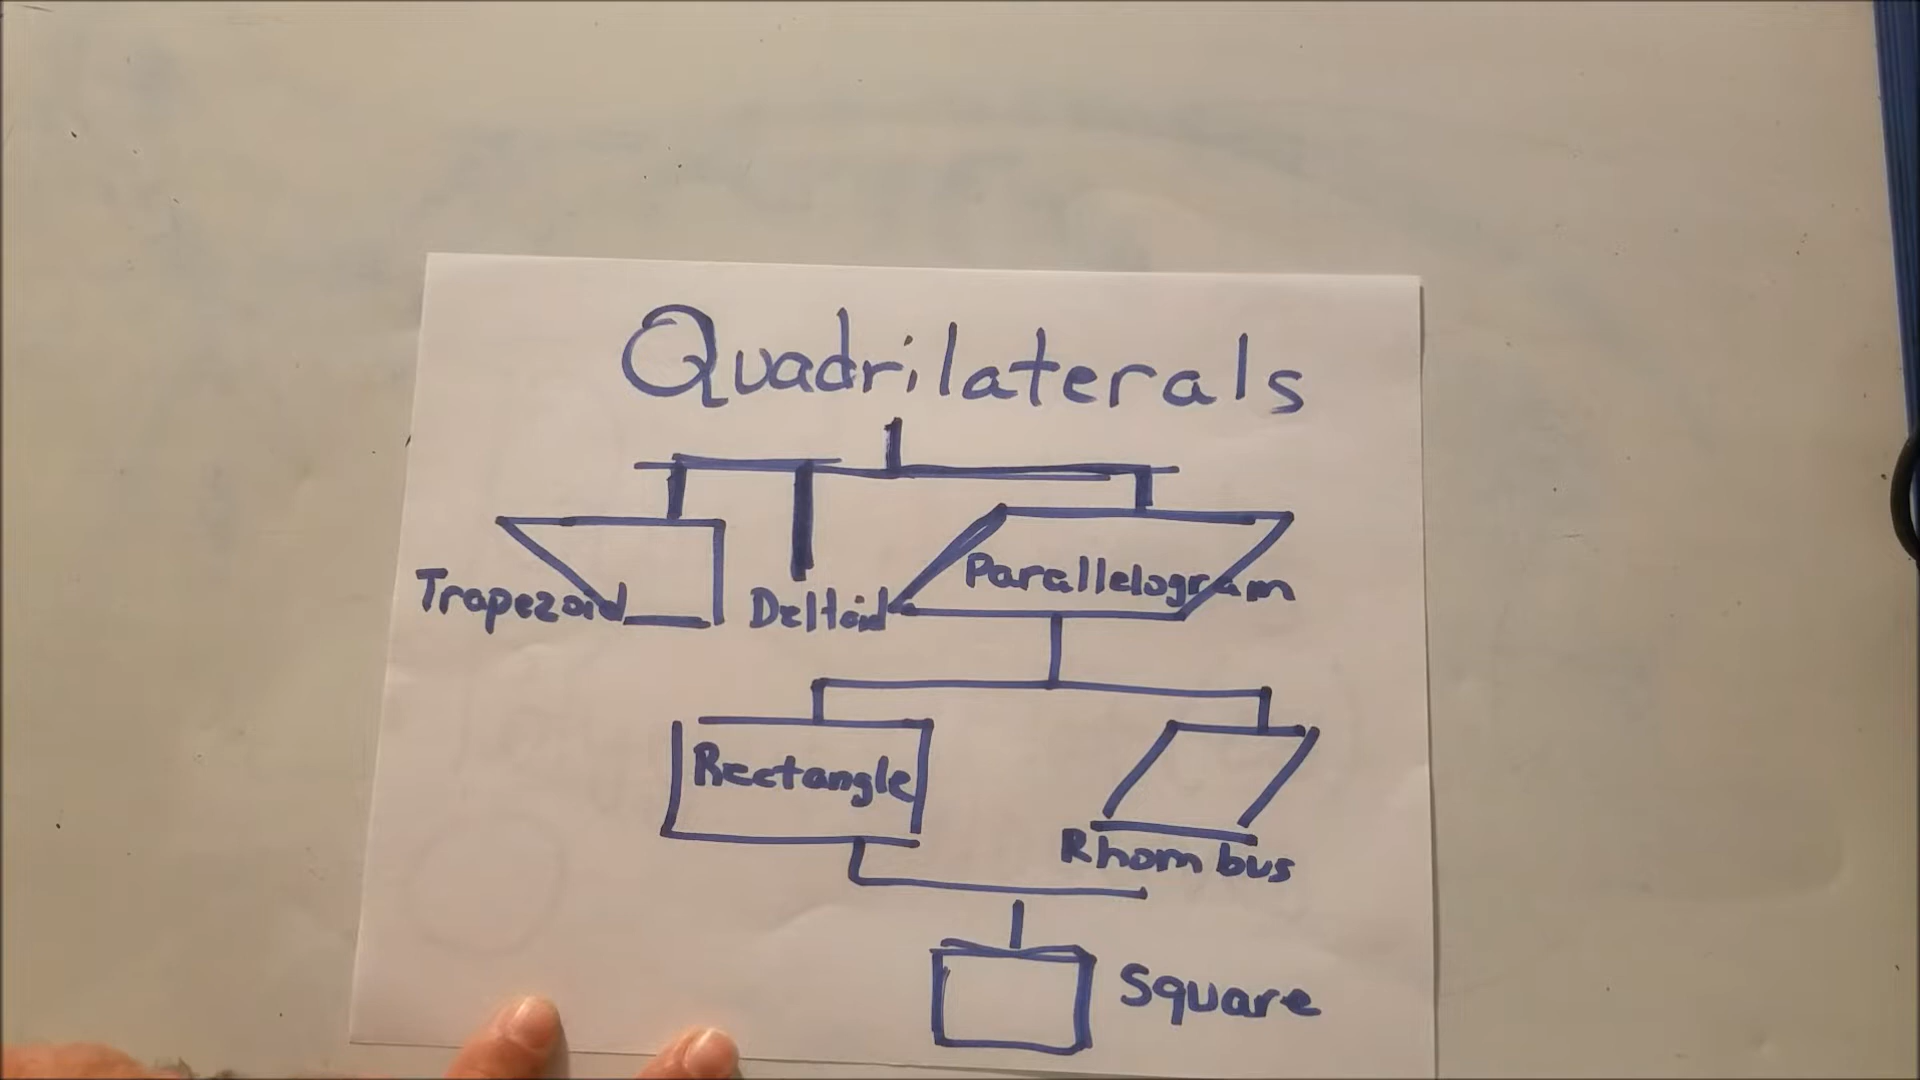 Quadrilaterals
Trapezoid
Deltoid
Parallelogram
Rectangle
Rhombus
Square